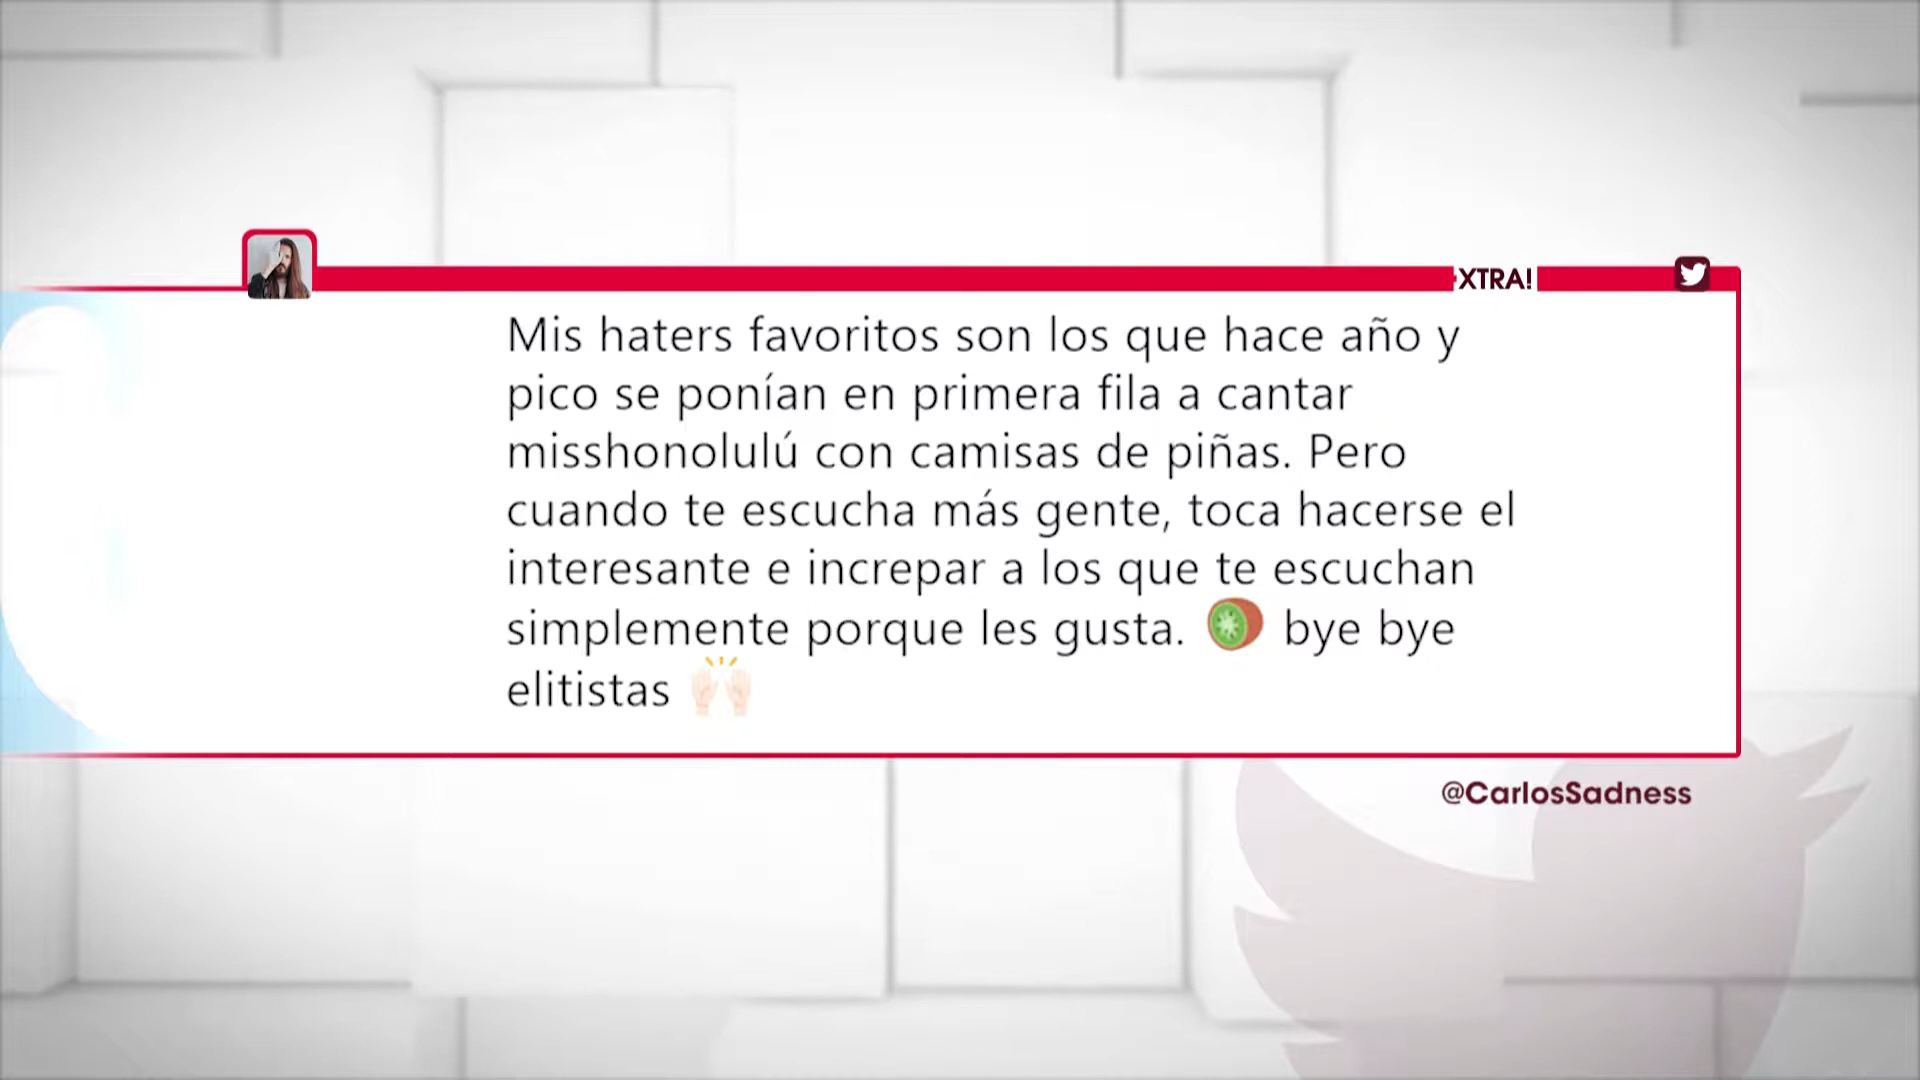 XTRA!
Mis haters favoritos son los que hace año y
pico se ponían en primera fila a cantar
misshonolulú con camisas de piñas. Pero
cuando te escucha más gente, toca hacerse el
interesante e increpar a los que te escuchan
simplemente porque les gusta. 🥝 bye bye
elitistas 🙌🏻
@CarlosSadness